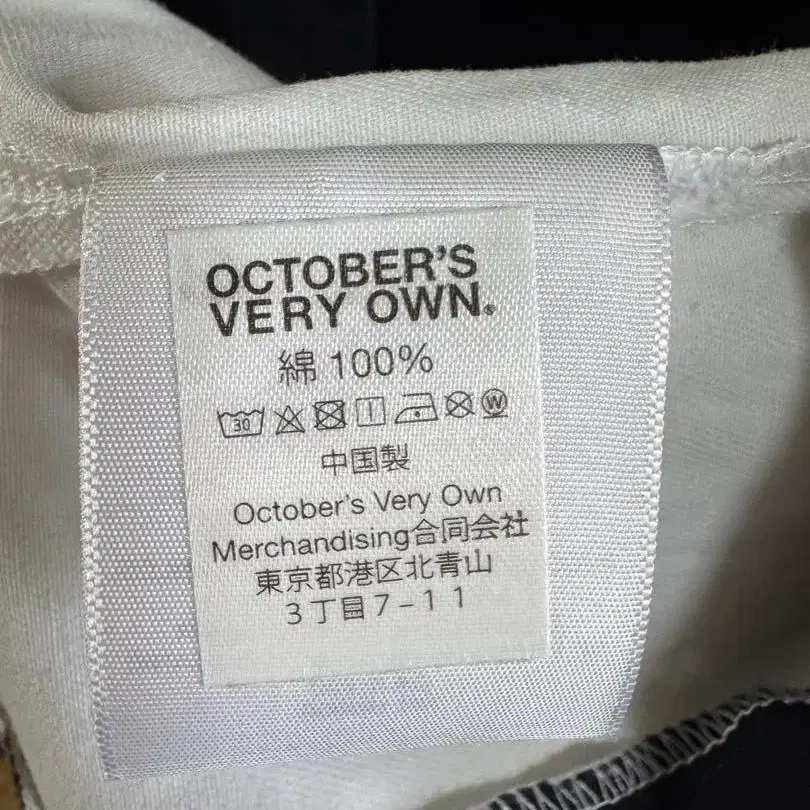 OCTOBER'S
VERY OWN.
綿 100%
30 W
中国製
October's Very Own
Merchandising合同会社
東京都港区北青山
3丁目7-11